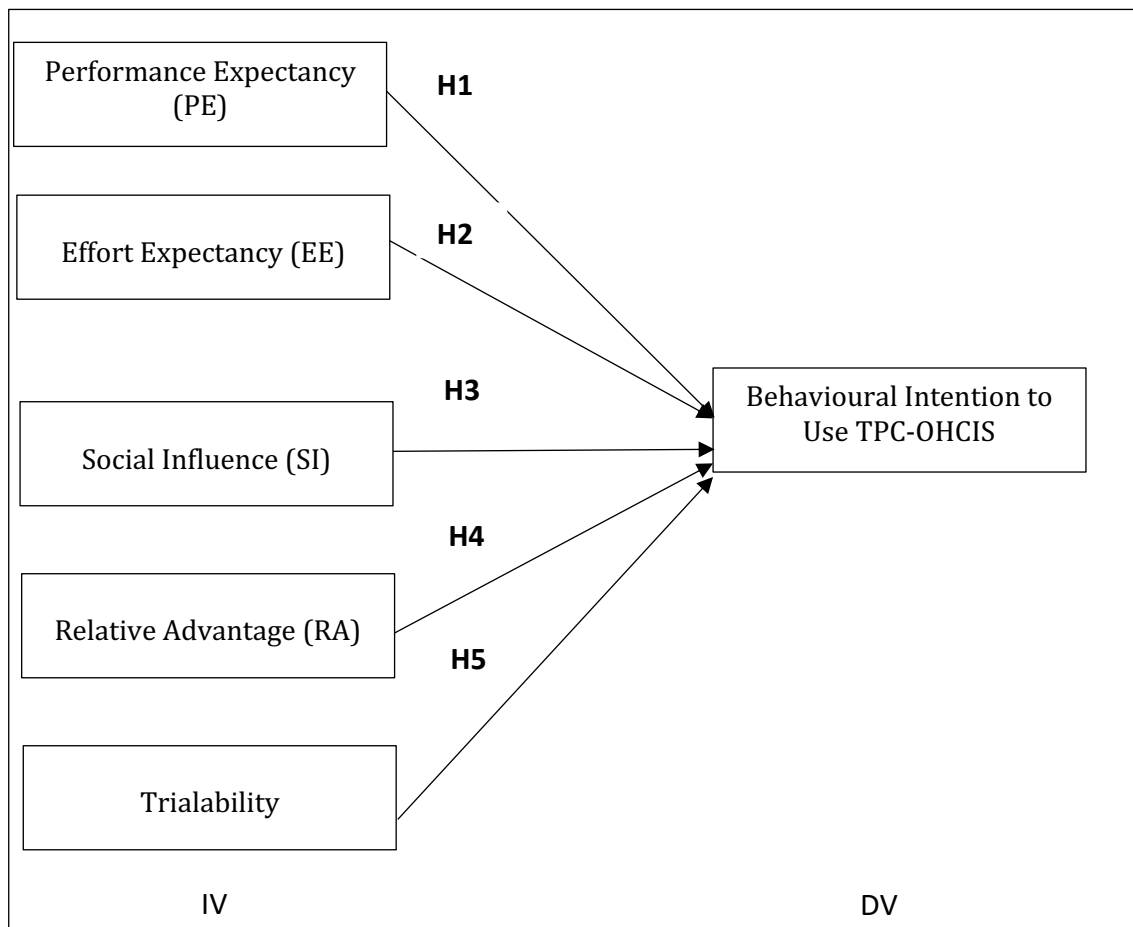 Performance Expectancy
(PE)
H1
Effort Expectancy (EE)
H2
Social Influence (SI)
H3
Behavioural Intention to
Use TPC-OHCIS
Relative Advantage (RA)
H4
Trialability
H5
IV
DV